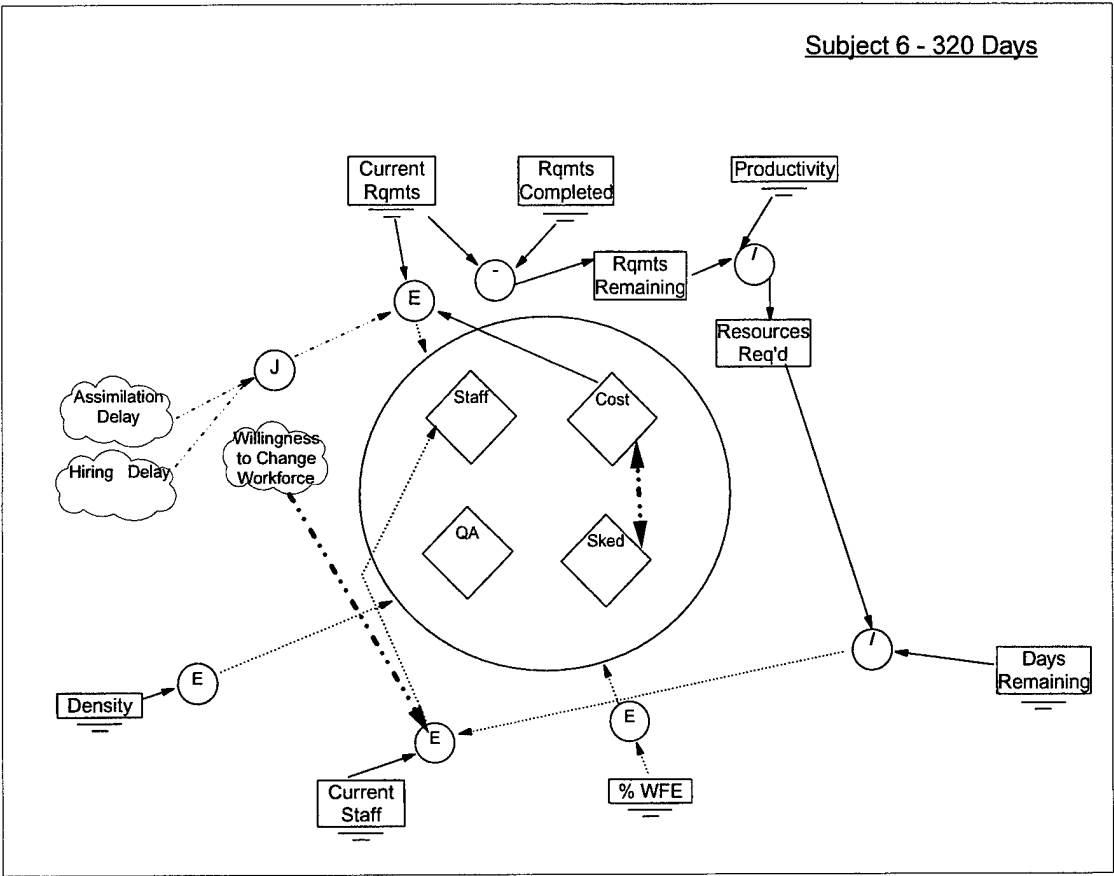 Subject 6 - 320 Days
Current
Rqmts
Rqmts
Completed
Productivity
-
/
Rqmts
Remaining
E
Resources
Req'd
J
Assimilation
Delay
Staff
Cost
Willingness
to Change
Workforce
Hiring Delay
QA
Sked
/
Days
Remaining
E
Density
E
E
Current
Staff
% WFE